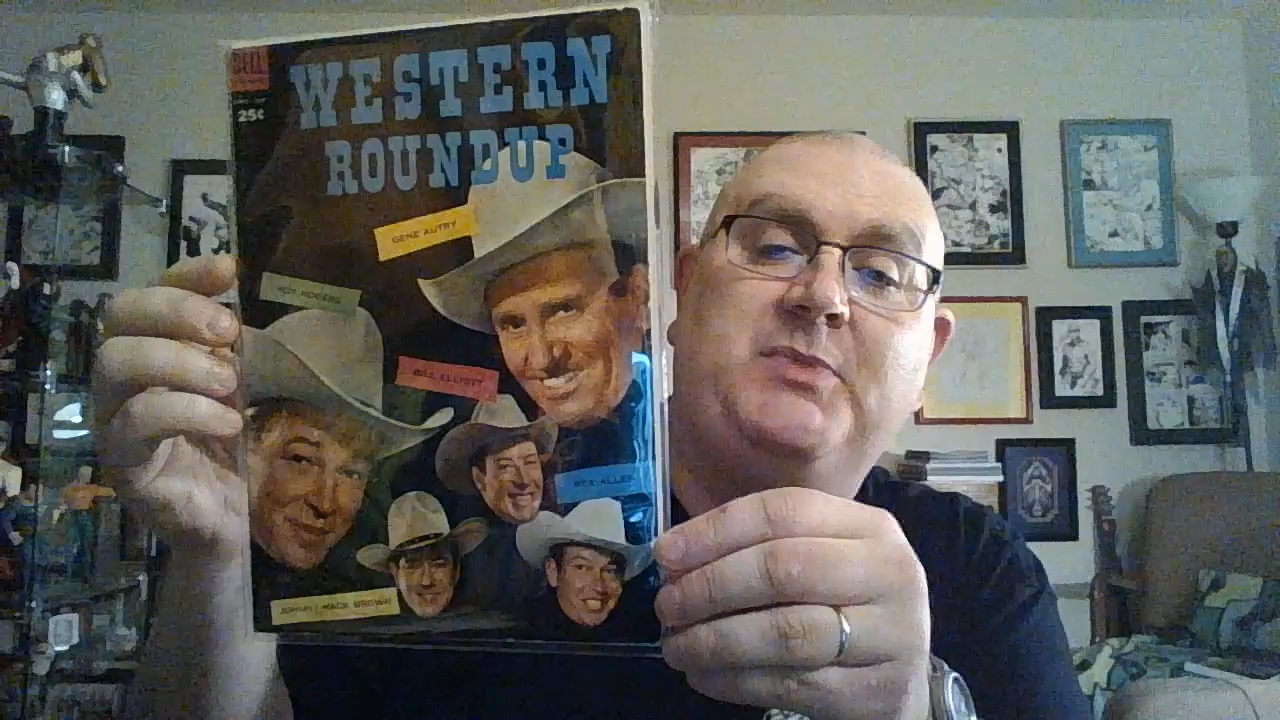 DELL
25¢
WESTERN
ROUNDUP
GENE AUTRY
ROY ROGERS
BILL ELLIOTT
REX ALLEN
JOHNNY MACK BROWN